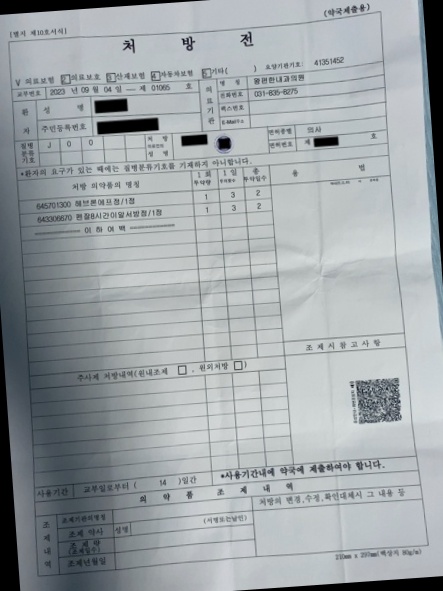 [별지 제10호서식]
(약국제출용)
처 방 전
V 의료보험 2 의료보호 3 산재보험 4 자동차보험 5 기타( ) 요양기관기호: 41351452
교부번호 2023 년 09 월 04 일 — 제 01065 호
의료기관 명 칭 왕편한내과의원
전화번호 031-835-8275
팩스번호
E-Mail주소
환자 성 명
주민등록번호
질병분류기호 J 0 0
처 방 의료인의 성 명
면허종별 의사
면허번호 제 호
*환자의 요구가 있는 때에는 질병분류기호를 기재하지 아니합니다.
처방 의약품의 명칭 1회 투약량 1일 투여횟수 총 투약일수 용 법
645701300 해브론에프정/1정 1 3 2
643306670 펜잘8시간이알서방정/1정 1 3 2
이 하 여 백
조 제 시 참 고 사 항
주사제 처방내역(원내조제 □ , 원외처방 □)
사용기간 교부일로부터 ( 14 )일간 *사용기간내에 약국에 제출하여야 합니다.
의 약 품 조 제 내 역
조제내역 조제기관의명칭
처방의 변경,수정,확인대체시 그 내용 등
조제 약사 성명 (서명또는날인)
조 제 량 (조제일수)
조제년월일
210mm x 297mm(백상지 80g/m)